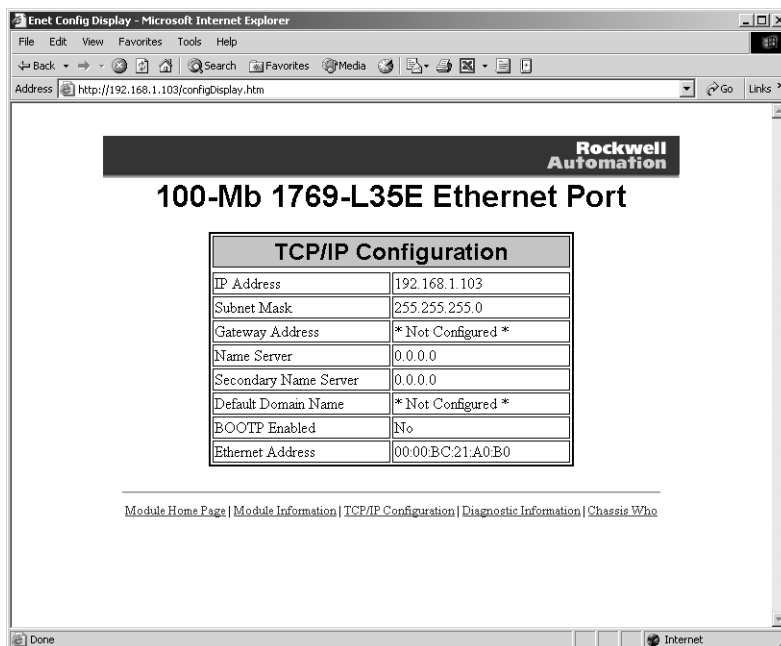 Enet Config Display - Microsoft Internet Explorer
File Edit View Favorites Tools Help
Back Search Favorites Media
Address http://192.168.1.103/configDisplay.htm Go Links
Rockwell
Automation
100-Mb 1769-L35E Ethernet Port
TCP/IP Configuration
IP Address 192.168.1.103
Subnet Mask 255.255.255.0
Gateway Address * Not Configured *
Name Server 0.0.0.0
Secondary Name Server 0.0.0.0
Default Domain Name * Not Configured *
BOOTP Enabled No
Ethernet Address 00:00:BC:21:A0:B0
Module Home Page | Module Information | TCP/IP Configuration | Diagnostic Information | Chassis Who
Done Internet